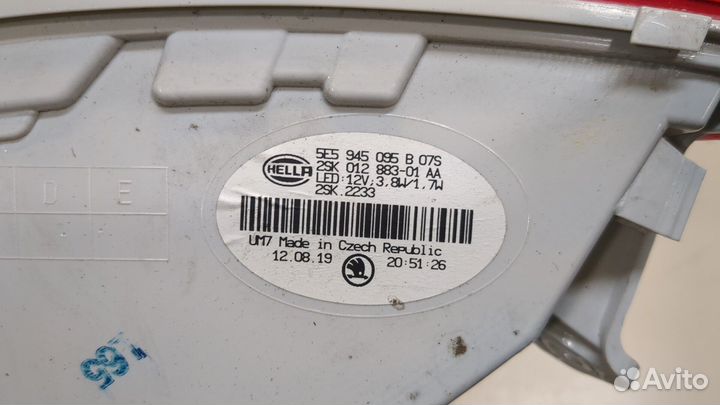 HELLA
5E5 945 095 B 07S
2SK 012 883-01 AA
LED:12V;3,8W/1,7W
2SK.2233
UM7 Made in Czech Republic
12.08.19
20:51:26
D E
Avito